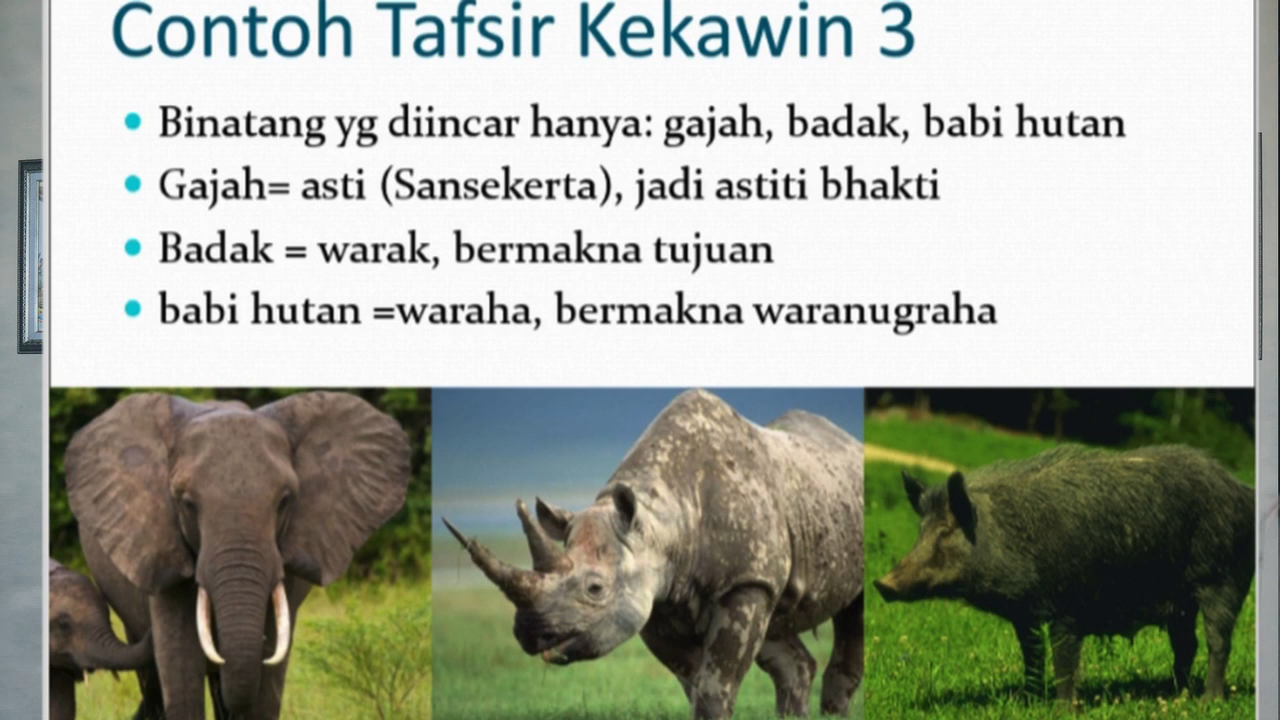 Contoh Tafsir Kekawin 3
• Binatang yg diincar hanya: gajah, badak, babi hutan
• Gajah= asti (Sansekerta), jadi astiti bhakti
• Badak = warak, bermakna tujuan
• babi hutan =waraha, bermakna waranugraha